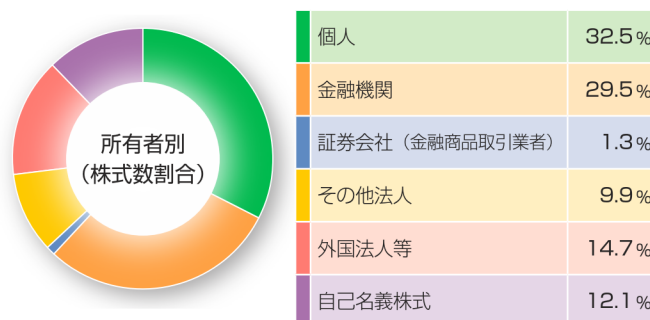 所有者別
(株式数割合)
個人 32.5%
金融機関 29.5%
証券会社(金融商品取引業者) 1.3%
その他法人 9.9%
外国法人等 14.7%
自己名義株式 12.1%